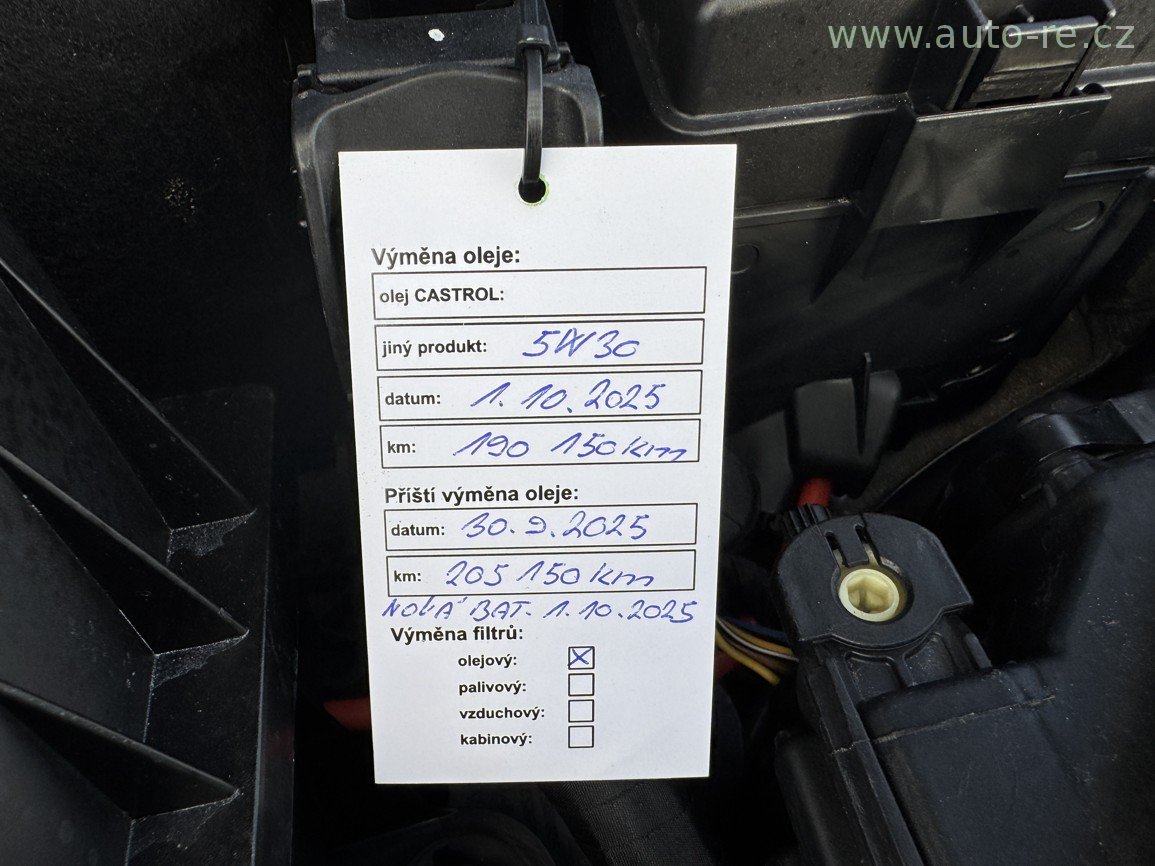 www.auto-re.cz
Výměna oleje:
olej CASTROL:
jiný produkt: 5W30
datum: 1. 10. 2025
km: 190 150 km
Příští výměna oleje:
datum: 30. 9. 2025
km: 205 150 km
NOVÁ BAT. 1. 10. 2025
Výměna filtrů:
olejový:
palivový:
vzduchový:
kabinový: